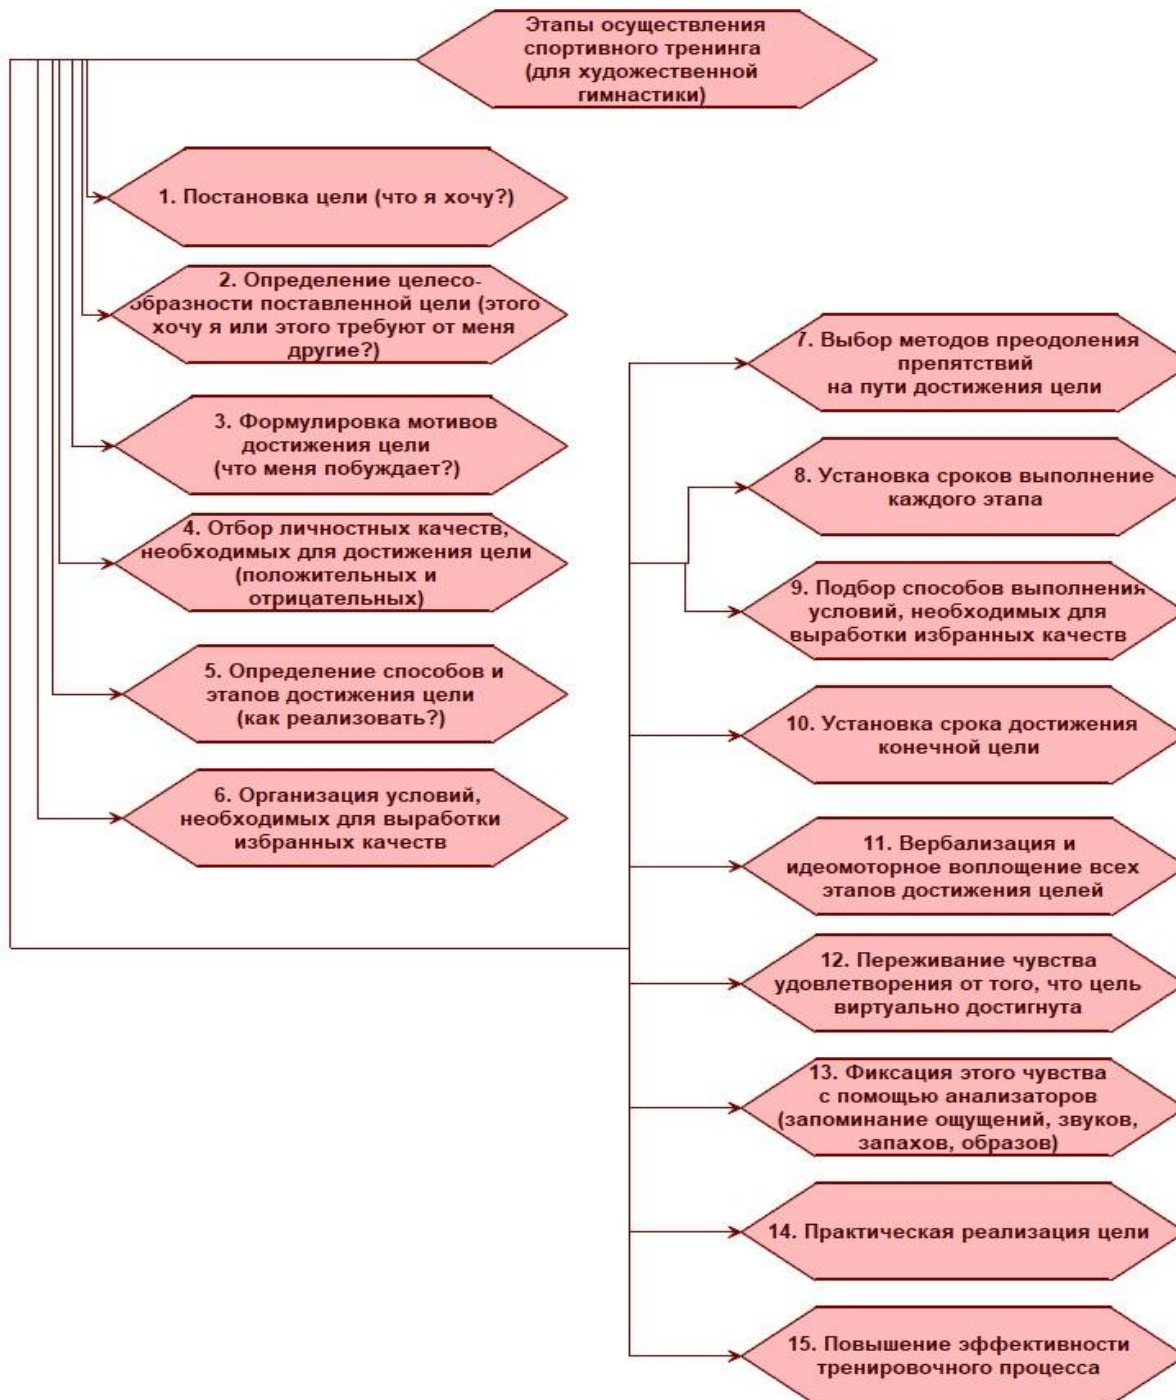 Этапы осуществления
спортивного тренинга
(для художественной
гимнастики)
1. Постановка цели (что я хочу?)
2. Определение целесо-
образности поставленной цели (этого
хочу я или этого требуют от меня
другие?)
3. Формулировка мотивов
достижения цели
(что меня побуждает?)
4. Отбор личностных качеств,
необходимых для достижения цели
(положительных и
отрицательных)
5. Определение способов и
этапов достижения цели
(как реализовать?)
6. Организация условий,
необходимых для выработки
избранных качеств
7. Выбор методов преодоления
препятствий
на пути достижения цели
8. Установка сроков выполнение
каждого этапа
9. Подбор способов выполнения
условий, необходимых для
выработки избранных качеств
10. Установка срока достижения
конечной цели
11. Вербализация и
идеомоторное воплощение всех
этапов достижения целей
12. Переживание чувства
удовлетворения от того, что цель
виртуально достигнута
13. Фиксация этого чувства
с помощью анализаторов
(запоминание ощущений, звуков,
запахов, образов)
14. Практическая реализация цели
15. Повышение эффективности
тренировочного процесса